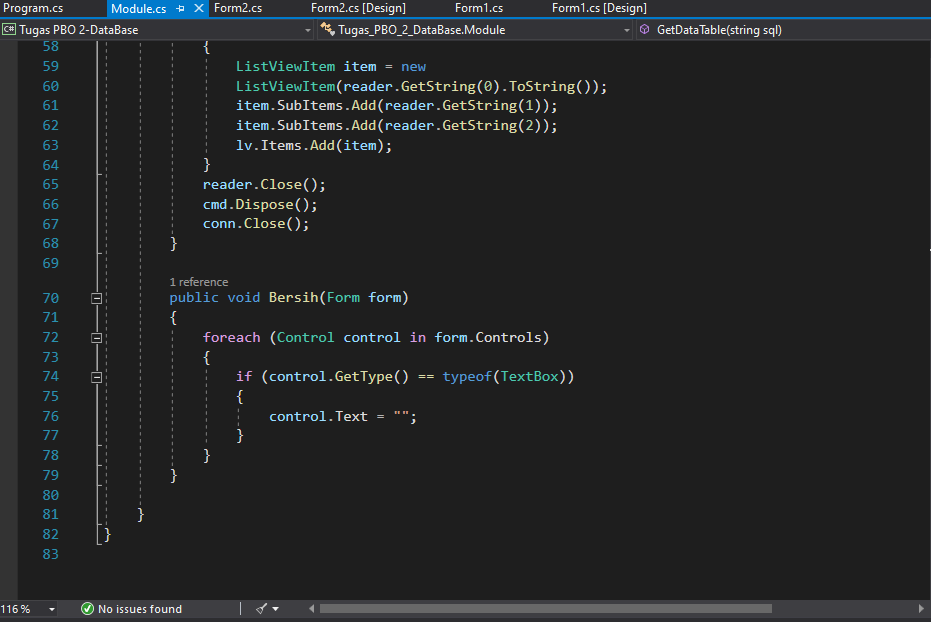 Program.cs Module.cs Form2.cs Form2.cs [Design] Form1.cs Form1.cs [Design]
C# Tugas PBO 2-DataBase Tugas_PBO_2_DataBase.Module GetDataTable(string sql)
58 {
59 ListViewItem item = new
60 ListViewItem(reader.GetString(0).ToString());
61 item.SubItems.Add(reader.GetString(1));
62 item.SubItems.Add(reader.GetString(2));
63 lv.Items.Add(item);
64 }
65 reader.Close();
66 cmd.Dispose();
67 conn.Close();
68 }
69
1 reference
70 public void Bersih(Form form)
71 {
72 foreach (Control control in form.Controls)
73 {
74 if (control.GetType() == typeof(TextBox))
75 {
76 control.Text = "";
77 }
78 }
79 }
80
81 }
82 }
83
116 % No issues found